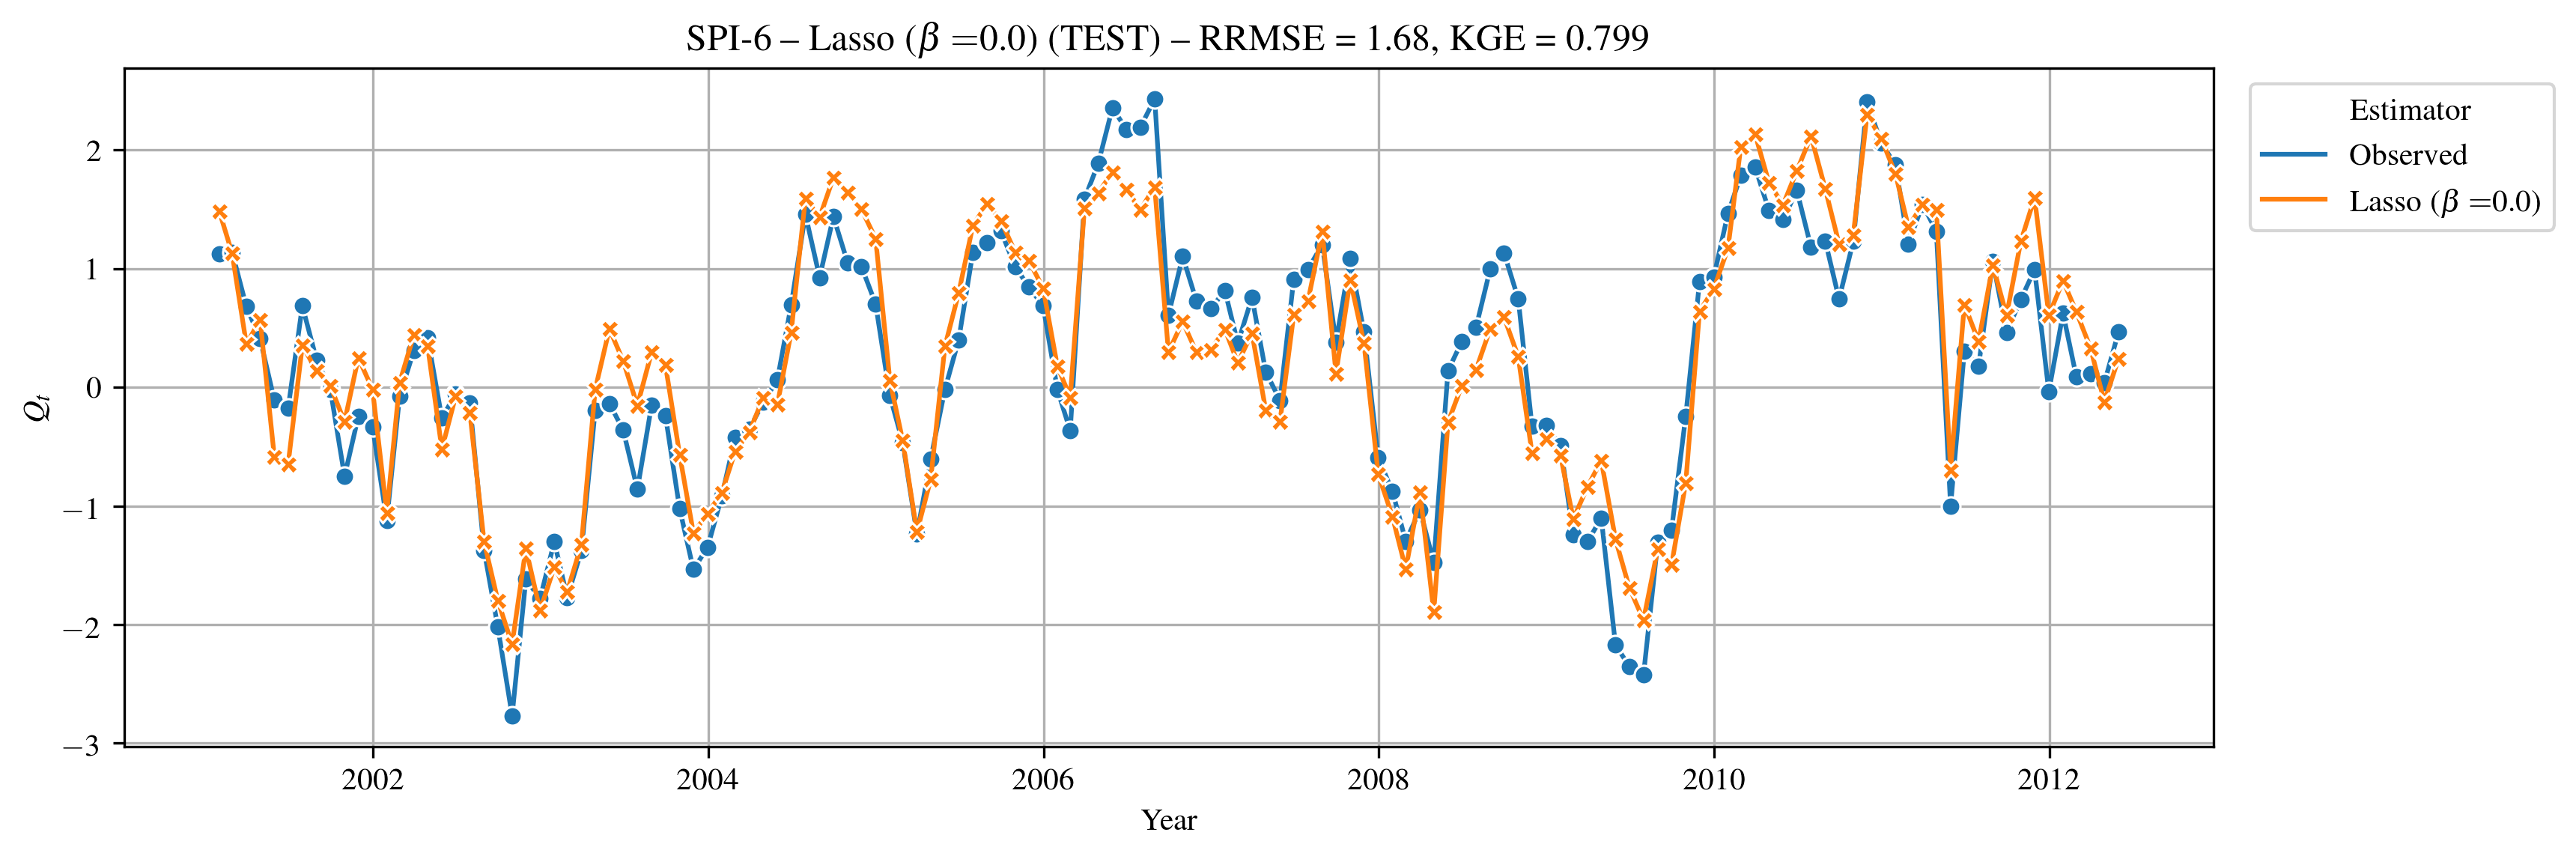 SPI-6 – Lasso (β =0.0) (TEST) – RRMSE = 1.68, KGE = 0.799
Estimator
Observed
Lasso (β =0.0)
2
1
0
−1
−2
−3
Q_t
2002 2004 2006 2008 2010 2012
Year